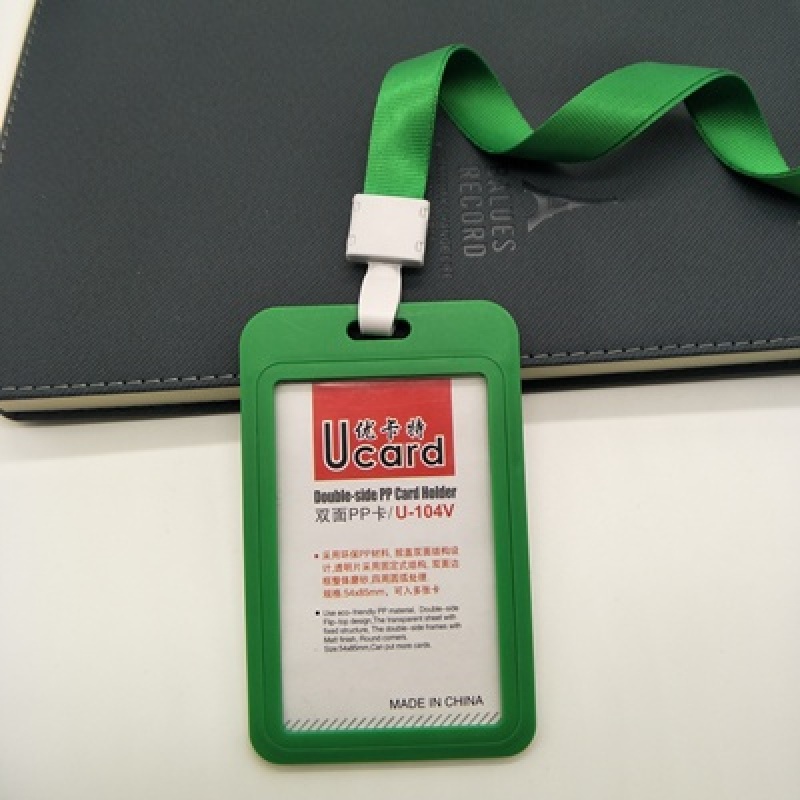 VALUES
RECORD
优卡特
Ucard
Double-side PP Card Holder
双面PP卡/U-104V
采用环保PP材料, 掀盖双面结构设
计,透明片采用固定式结构, 双面边
框整体磨砂,四周圆弧处理.
规格:54x85mm, 可入多张卡
Use eco-friendly PP material, Double-side
Flip-top design,The transparent sheet with
fixed structure, The double-side frames with
Matt finish, Round corners.
Size:54x85mm,Can put more cards.
MADE IN CHINA